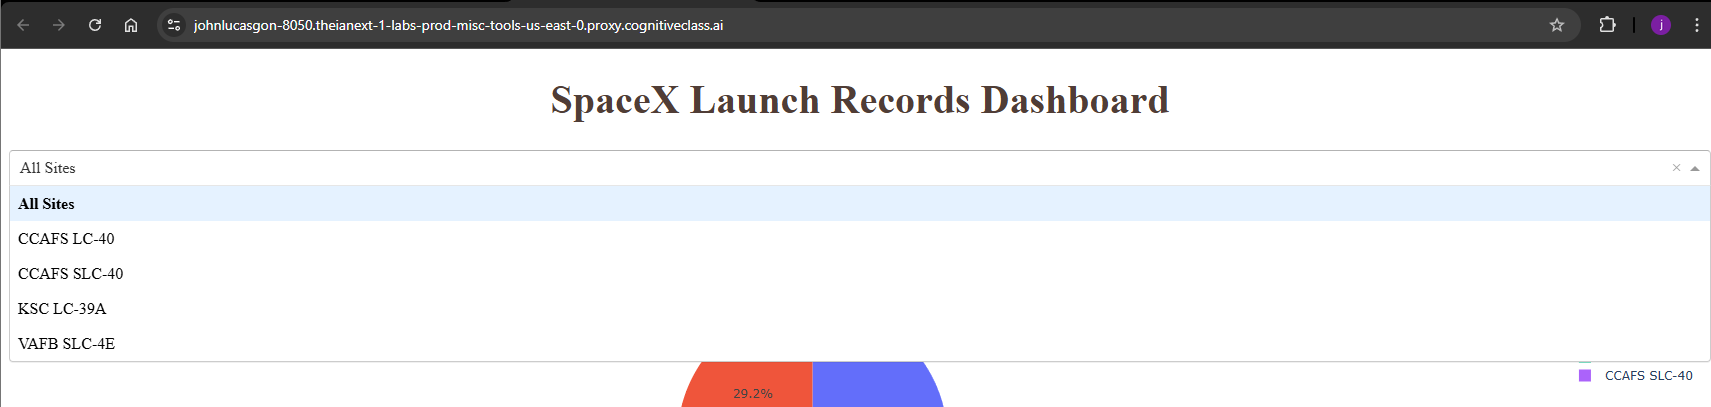 johnlucasgon-8050.theianext-1-labs-prod-misc-tools-us-east-0.proxy.cognitiveclass.ai
j
SpaceX Launch Records Dashboard
All Sites
All Sites
CCAFS LC-40
CCAFS SLC-40
KSC LC-39A
VAFB SLC-4E
CCAFS SLC-40
29.2%